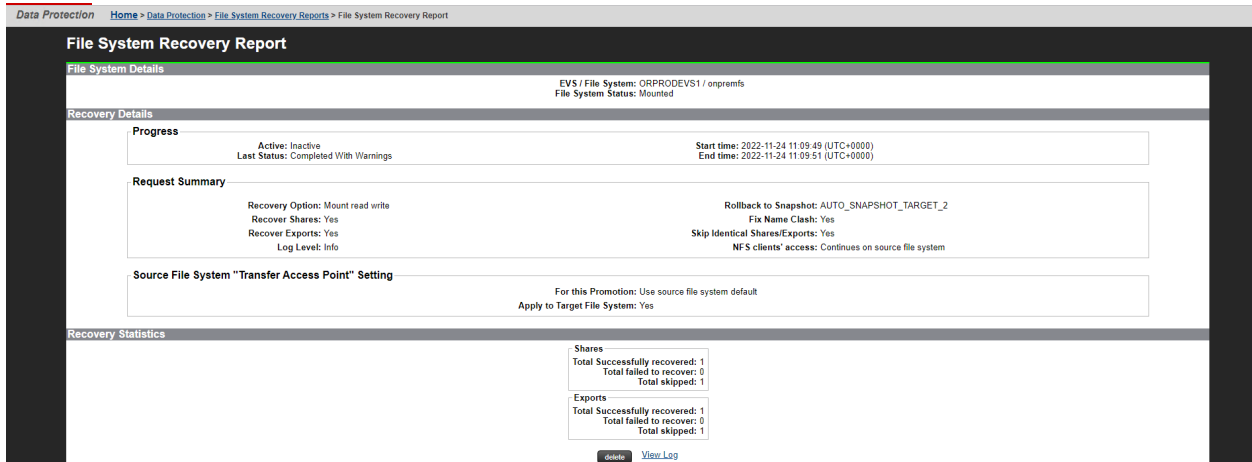 Data Protection Home > Data Protection > File System Recovery Reports > File System Recovery Report
File System Recovery Report
File System Details
EVS / File System: ORPRODEVS1 / onpremfs
File System Status: Mounted
Recovery Details
Progress
Active: Inactive Start time: 2022-11-24 11:09:49 (UTC+0000)
Last Status: Completed With Warnings End time: 2022-11-24 11:09:51 (UTC+0000)
Request Summary
Recovery Option: Mount read write Rollback to Snapshot: AUTO_SNAPSHOT_TARGET_2
Recover Shares: Yes Fix Name Clash: Yes
Recover Exports: Yes Skip Identical Shares/Exports: Yes
Log Level: Info NFS clients' access: Continues on source file system
Source File System "Transfer Access Point" Setting
For this Promotion: Use source file system default
Apply to Target File System: Yes
Recovery Statistics
Shares
Total Successfully recovered: 1
Total failed to recover: 0
Total skipped: 1
Exports
Total Successfully recovered: 1
Total failed to recover: 0
Total skipped: 1
delete View Log